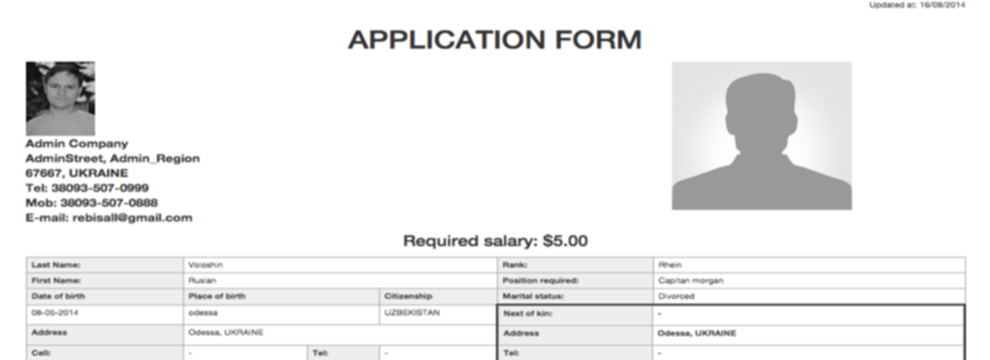 Updated at: 16/08/2014
APPLICATION FORM
Admin Company
AdminStreet, Admin_Region
67667, UKRAINE
Tel: 38093-507-0999
Mob: 38093-507-0888
E-mail: rebisall@gmail.com
Required salary: $5.00
Last Name: Voloshin Rank: Rhein
First Name: Ruslan Position required: Capitan morgan
Date of birth Place of birth Citizenship Marital status: Divorced
08-05-2014 odessa UZBEKISTAN Next of kin: -
Address Odessa, UKRAINE Address Odessa, UKRAINE
Cell: - Tel: - Tel: -